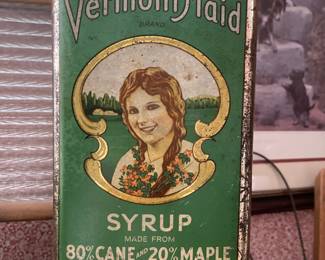 Vermont Maid
BRAND
SYRUP
MADE FROM
80% CANE AND 20% MAPLE